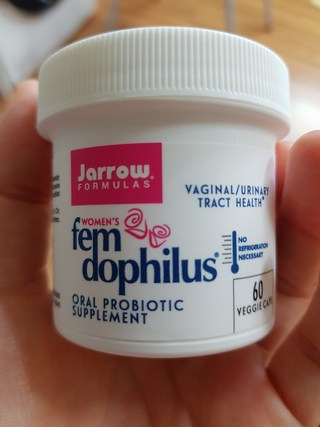 Jarrow
FORMULAS®
VAGINAL/URINARY
TRACT HEALTH*
WOMEN'S
fem
dophilus®
NO
REFRIGERATION
NECESSARY
ORAL PROBIOTIC
SUPPLEMENT
60
VEGGIE CAPS